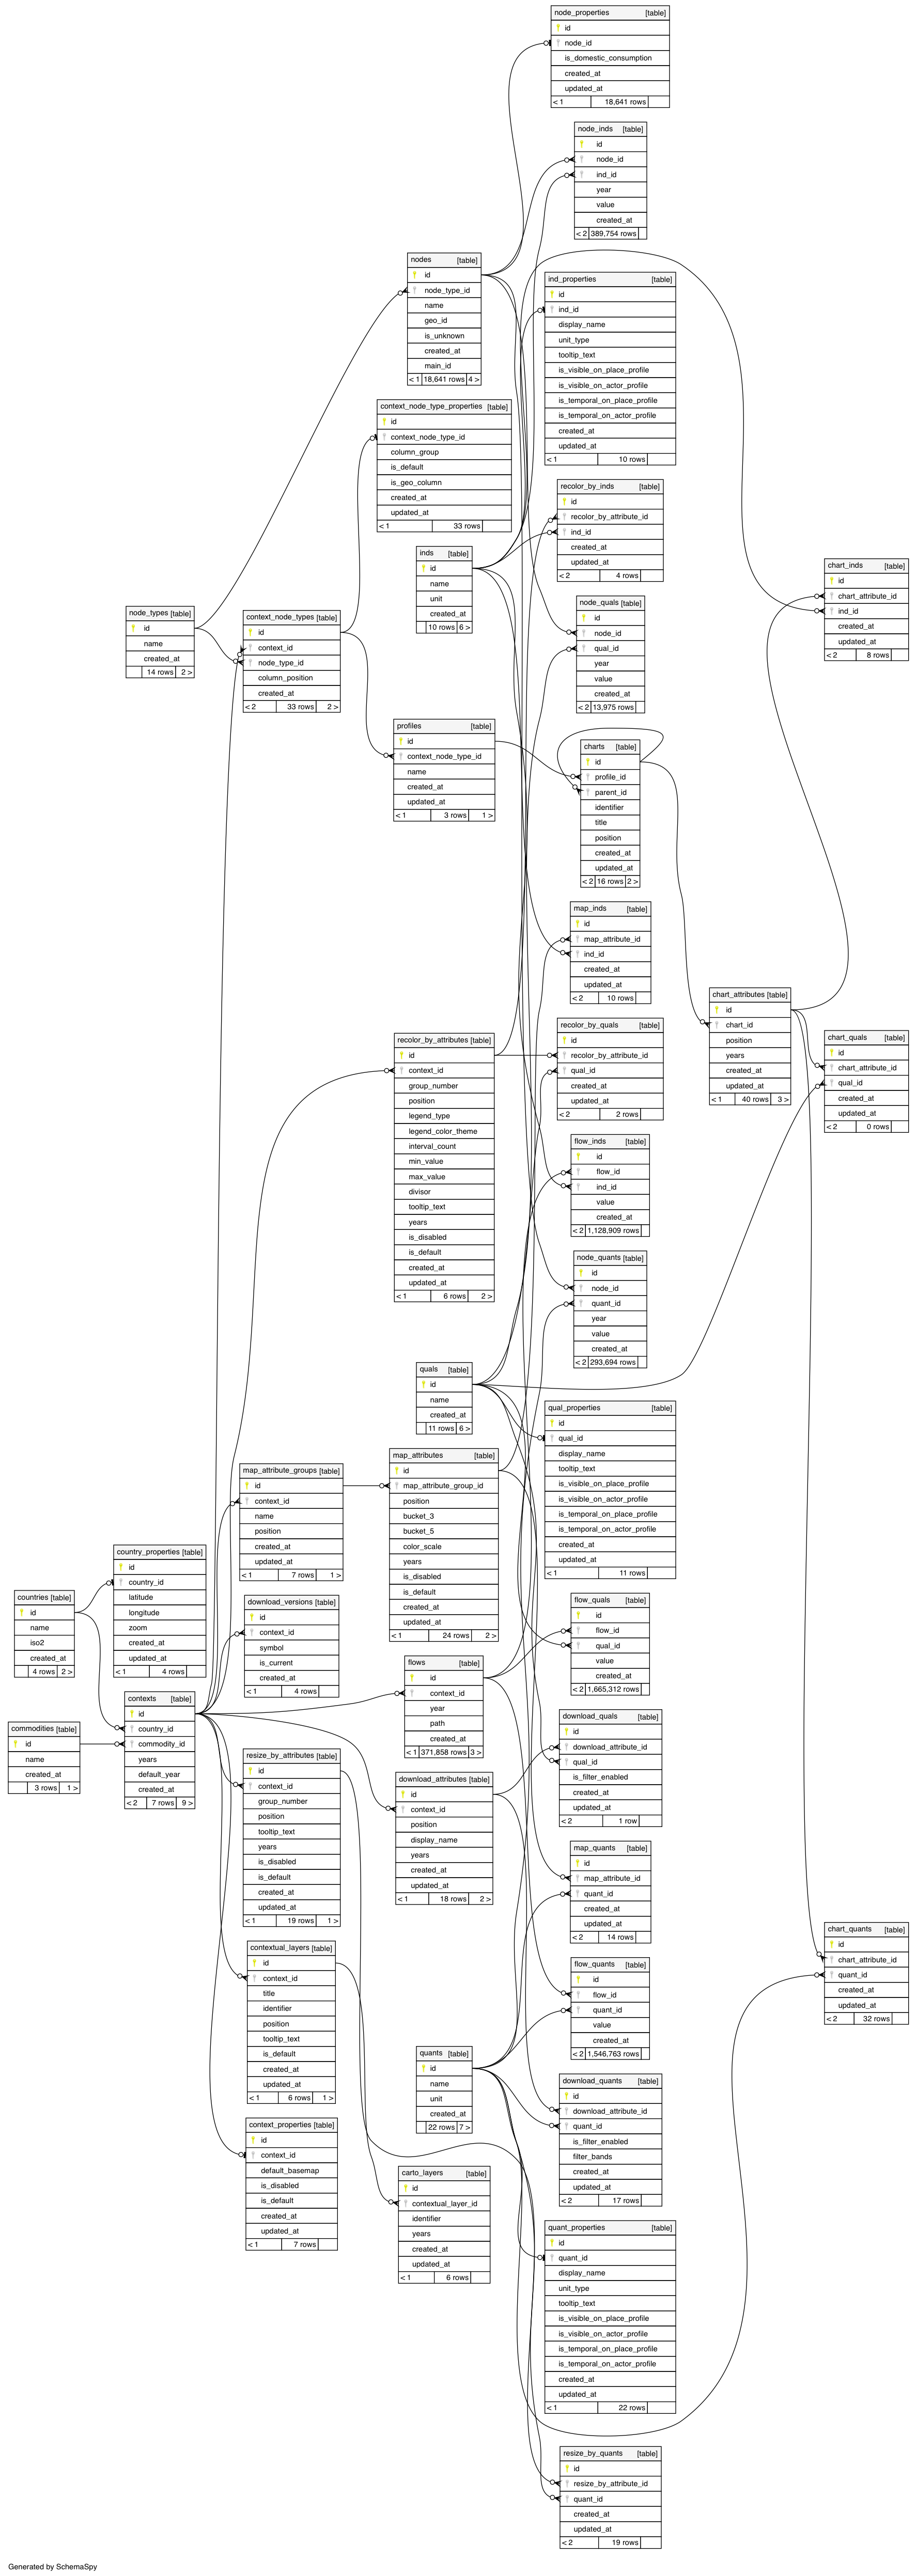 node_properties [table]
id
node_id
is_domestic_consumption
created_at
updated_at
< 1 18,641 rows
node_inds [table]
id
node_id
ind_id
year
value
created_at
< 2 389,754 rows
nodes [table]
id
node_type_id
name
geo_id
is_unknown
created_at
main_id
< 1 18,641 rows 4 >
ind_properties [table]
id
ind_id
display_name
unit_type
tooltip_text
is_visible_on_place_profile
is_visible_on_actor_profile
is_temporal_on_place_profile
is_temporal_on_actor_profile
created_at
updated_at
< 1 10 rows
context_node_type_properties [table]
id
context_node_type_id
column_group
is_default
is_geo_column
created_at
updated_at
< 1 33 rows
recolor_by_inds [table]
id
recolor_by_attribute_id
ind_id
created_at
updated_at
< 2 4 rows
inds [table]
id
name
unit
created_at
10 rows 6 >
chart_inds [table]
id
chart_attribute_id
ind_id
created_at
updated_at
< 2 8 rows
node_types [table]
id
name
created_at
14 rows 2 >
context_node_types [table]
id
context_id
node_type_id
column_position
created_at
< 2 33 rows 2 >
node_quals [table]
id
node_id
qual_id
year
value
created_at
< 2 13,975 rows
profiles [table]
id
context_node_type_id
name
created_at
updated_at
< 1 3 rows 1 >
charts [table]
id
profile_id
parent_id
identifier
title
position
created_at
updated_at
< 2 16 rows 2 >
map_inds [table]
id
map_attribute_id
ind_id
created_at
updated_at
< 2 10 rows
chart_attributes [table]
id
chart_id
position
years
created_at
updated_at
< 1 40 rows 3 >
recolor_by_attributes [table]
id
context_id
group_number
position
legend_type
legend_color_theme
interval_count
min_value
max_value
divisor
tooltip_text
years
is_disabled
is_default
created_at
updated_at
< 1 6 rows 2 >
recolor_by_quals [table]
id
recolor_by_attribute_id
qual_id
created_at
updated_at
< 2 2 rows
chart_quals [table]
id
chart_attribute_id
qual_id
created_at
updated_at
< 2 0 rows
flow_inds [table]
id
flow_id
ind_id
value
created_at
< 2 1,128,909 rows
node_quants [table]
id
node_id
quant_id
year
value
created_at
< 2 293,694 rows
quals [table]
id
name
created_at
11 rows 6 >
qual_properties [table]
id
qual_id
display_name
tooltip_text
is_visible_on_place_profile
is_visible_on_actor_profile
is_temporal_on_place_profile
is_temporal_on_actor_profile
created_at
updated_at
< 1 11 rows
map_attribute_groups [table]
id
context_id
name
position
created_at
updated_at
< 1 7 rows 1 >
map_attributes [table]
id
map_attribute_group_id
position
bucket_3
bucket_5
color_scale
years
is_disabled
is_default
created_at
updated_at
< 1 24 rows 2 >
country_properties [table]
id
country_id
latitude
longitude
zoom
created_at
updated_at
< 1 4 rows
countries [table]
id
name
iso2
created_at
4 rows 2 >
download_versions [table]
id
context_id
symbol
is_current
created_at
< 1 4 rows
flow_quals [table]
id
flow_id
qual_id
value
created_at
< 2 1,665,312 rows
flows [table]
id
context_id
year
path
created_at
< 1 371,858 rows 3 >
contexts [table]
id
country_id
commodity_id
years
default_year
created_at
< 2 7 rows 9 >
commodities [table]
id
name
created_at
3 rows 1 >
download_quals [table]
id
download_attribute_id
qual_id
is_filter_enabled
created_at
updated_at
< 2 1 row
resize_by_attributes [table]
id
context_id
group_number
position
tooltip_text
years
is_disabled
is_default
created_at
updated_at
< 1 19 rows 1 >
download_attributes [table]
id
context_id
position
display_name
years
created_at
updated_at
< 1 18 rows 2 >
map_quants [table]
id
map_attribute_id
quant_id
created_at
updated_at
< 2 14 rows
chart_quants [table]
id
chart_attribute_id
quant_id
created_at
updated_at
< 2 32 rows
contextual_layers [table]
id
context_id
title
identifier
position
tooltip_text
is_default
created_at
updated_at
< 1 6 rows 1 >
flow_quants [table]
id
flow_id
quant_id
value
created_at
< 2 1,546,763 rows
quants [table]
id
name
unit
created_at
22 rows 7 >
download_quants [table]
id
download_attribute_id
quant_id
is_filter_enabled
filter_bands
created_at
updated_at
< 2 17 rows
context_properties [table]
id
context_id
default_basemap
is_disabled
is_default
created_at
updated_at
< 1 7 rows
carto_layers [table]
id
contextual_layer_id
identifier
years
created_at
updated_at
< 1 6 rows
quant_properties [table]
id
quant_id
display_name
unit_type
tooltip_text
is_visible_on_place_profile
is_visible_on_actor_profile
is_temporal_on_place_profile
is_temporal_on_actor_profile
created_at
updated_at
< 1 22 rows
resize_by_quants [table]
id
resize_by_attribute_id
quant_id
created_at
updated_at
< 2 19 rows
Generated by SchemaSpy